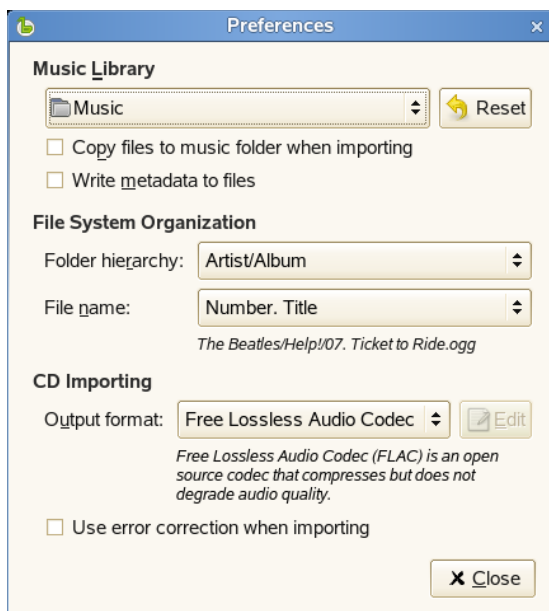 Preferences
Music Library
Music
Reset
Copy files to music folder when importing
Write metadata to files
File System Organization
Folder hierarchy: Artist/Album
File name: Number. Title
The Beatles/Help!/07. Ticket to Ride.ogg
CD Importing
Output format: Free Lossless Audio Codec Edit
Free Lossless Audio Codec (FLAC) is an open
source codec that compresses but does not
degrade audio quality.
Use error correction when importing
Close